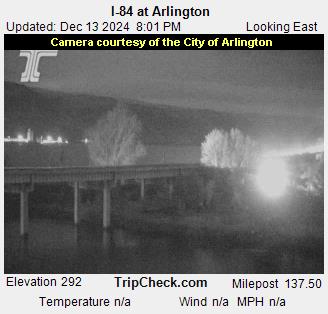 I-84 at Arlington
Updated: Dec 13 2024 8:01 PM Looking East
Camera courtesy of the City of Arlington
Elevation 292 TripCheck.com Milepost 137.50
Temperature n/a Wind n/a MPH n/a